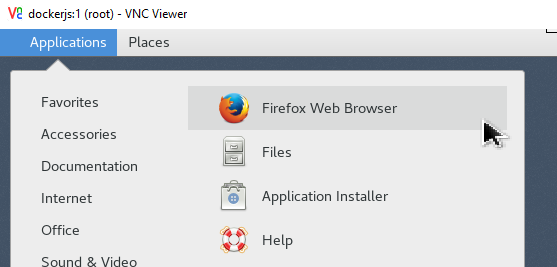 dockerjs:1 (root) - VNC Viewer
Applications Places
Favorites
Accessories
Documentation
Internet
Office
Sound & Video
Firefox Web Browser
Files
Application Installer
Help